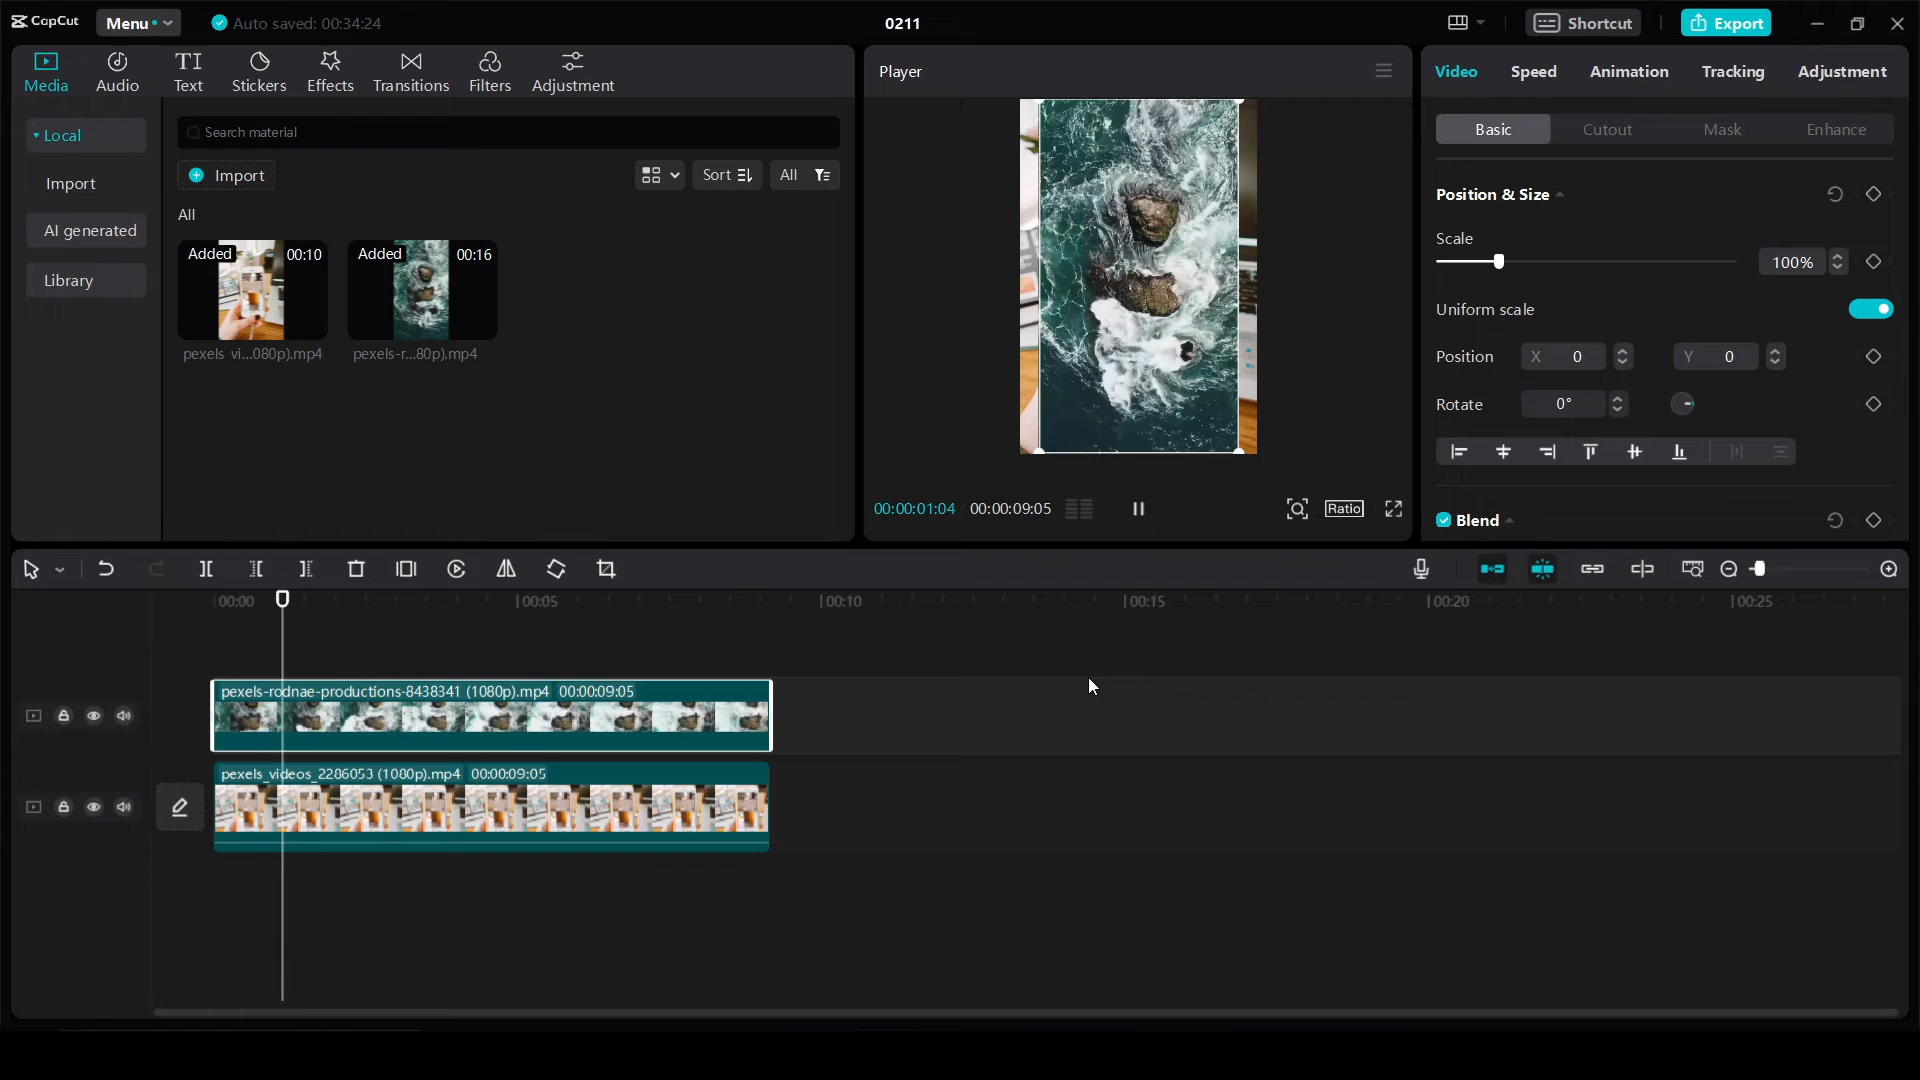 CapCut
Menu
Auto saved: 00:34:24
0211
Shortcut
Export
Media
Audio
Text
Stickers
Effects
Transitions
Filters
Adjustment
Local
Import
AI generated
Library
Search material
Import
Sort
All
All
Added
00:10
Added
00:16
pexels vi...080p).mp4
pexels-r...80p).mp4
Player
00:00:01:04
00:00:09:05
Ratio
Video
Speed
Animation
Tracking
Adjustment
Basic
Cutout
Mask
Enhance
Position & Size
Scale
100%
Uniform scale
Position
X 0
Y 0
Rotate
0°
Blend
00:00
00:05
00:10
00:15
00:20
00:25
pexels-rodnae-productions-8438341 (1080p).mp4 00:00:09:05
pexels_videos_2286053 (1080p).mp4 00:00:09:05